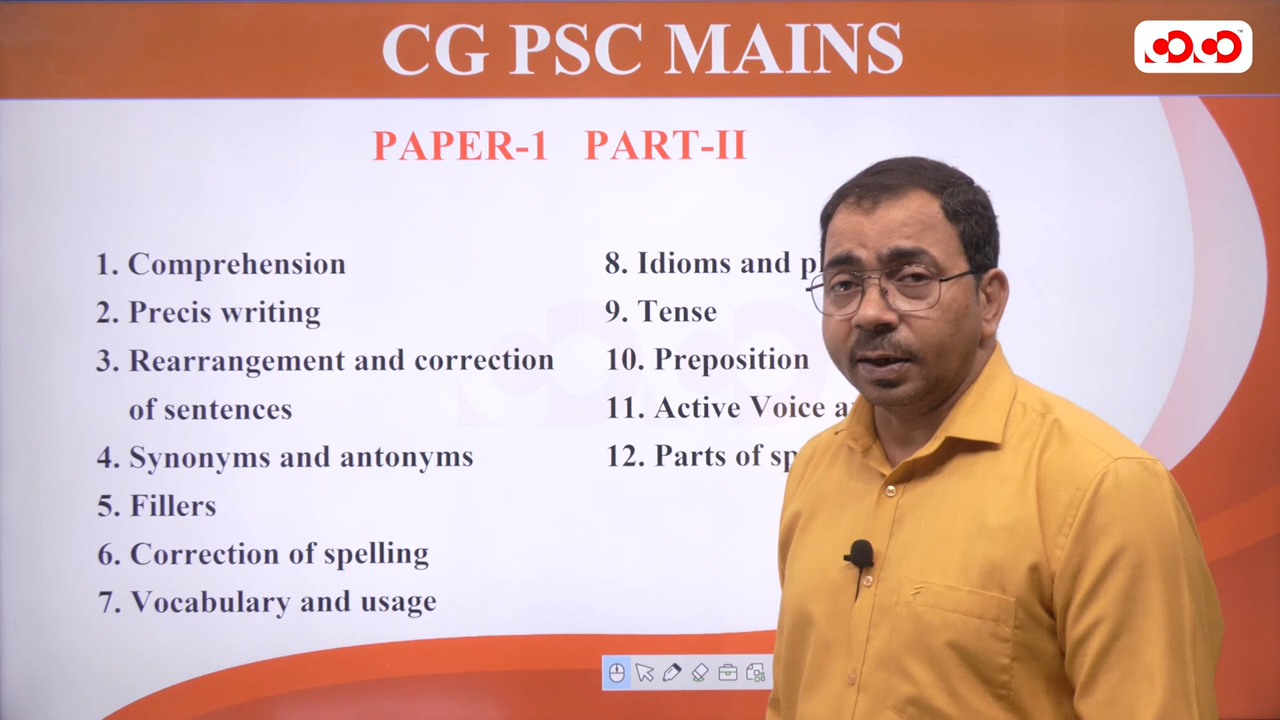 CG PSC MAINS
PAPER-1 PART-II
1. Comprehension
2. Precis writing
3. Rearrangement and correction
of sentences
4. Synonyms and antonyms
5. Fillers
6. Correction of spelling
7. Vocabulary and usage
8. Idioms and
9. Tense
10. Preposition
11. Active Voice
12. Parts of